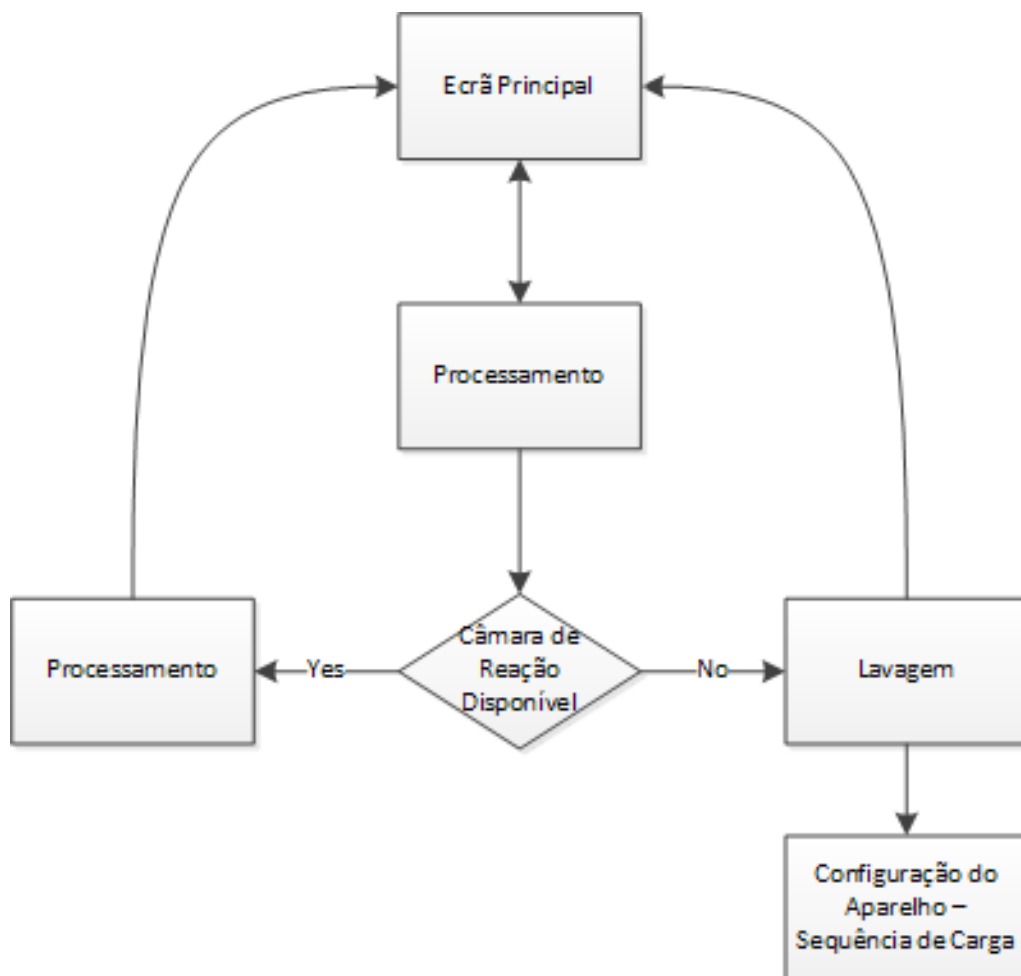 Ecrã Principal
Processamento
Câmara de
Reação
Disponível
Processamento
Yes
No
Lavagem
Configuração do
Aparelho –
Sequência de Carga